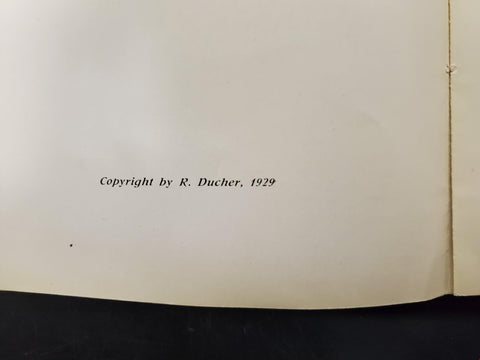 Copyright by R. Ducher, 1929